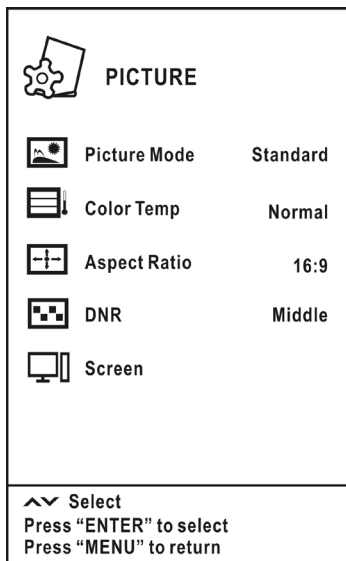 PICTURE
Picture Mode Standard
Color Temp Normal
Aspect Ratio 16:9
DNR Middle
Screen
Select
Press “ENTER” to select
Press “MENU” to return